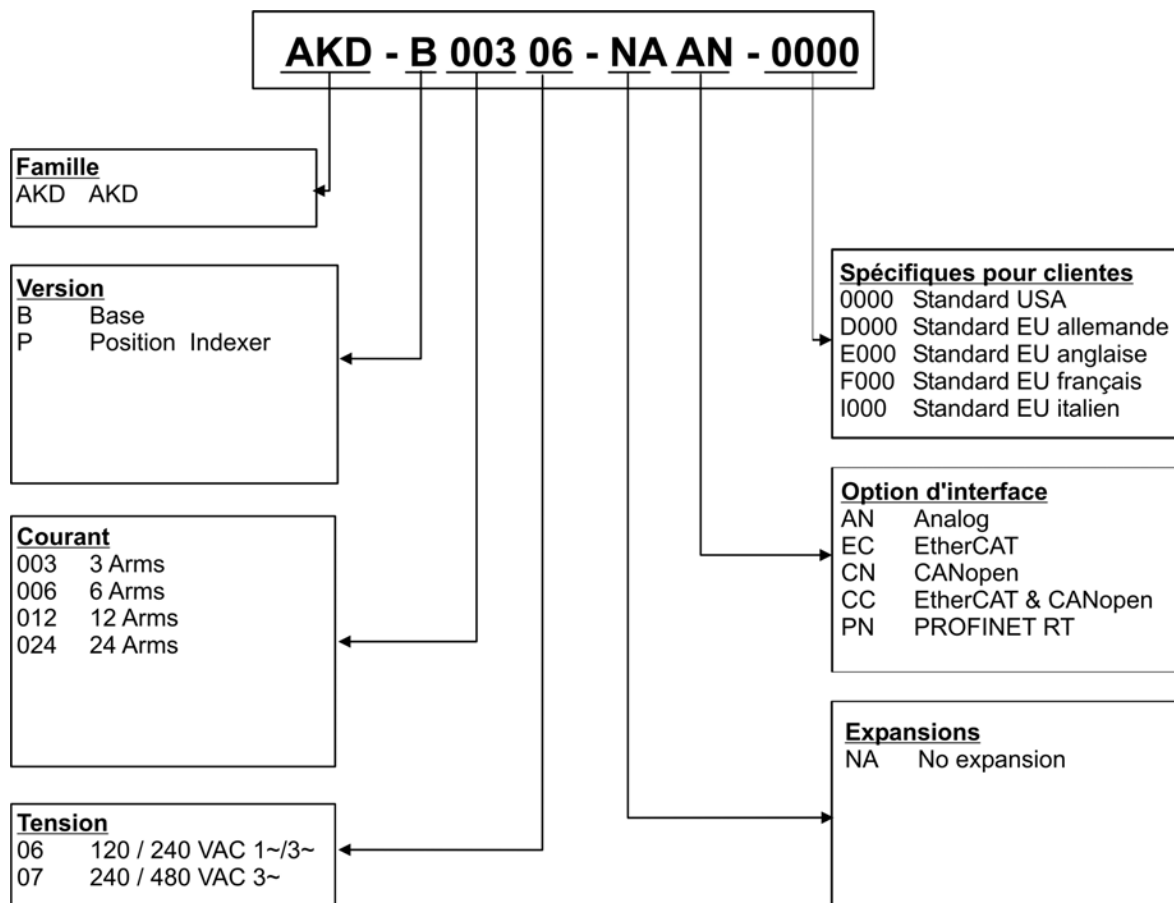 AKD - B 003 06 - NA AN - 0000
Famille
AKD AKD
Version
B Base
P Position Indexer
Courant
003 3 Arms
006 6 Arms
012 12 Arms
024 24 Arms
Tension
06 120 / 240 VAC 1~/3~
07 240 / 480 VAC 3~
Spécifiques pour clientes
0000 Standard USA
D000 Standard EU allemande
E000 Standard EU anglaise
F000 Standard EU français
I000 Standard EU italien
Option d'interface
AN Analog
EC EtherCAT
CN CANopen
CC EtherCAT & CANopen
PN PROFINET RT
Expansions
NA No expansion